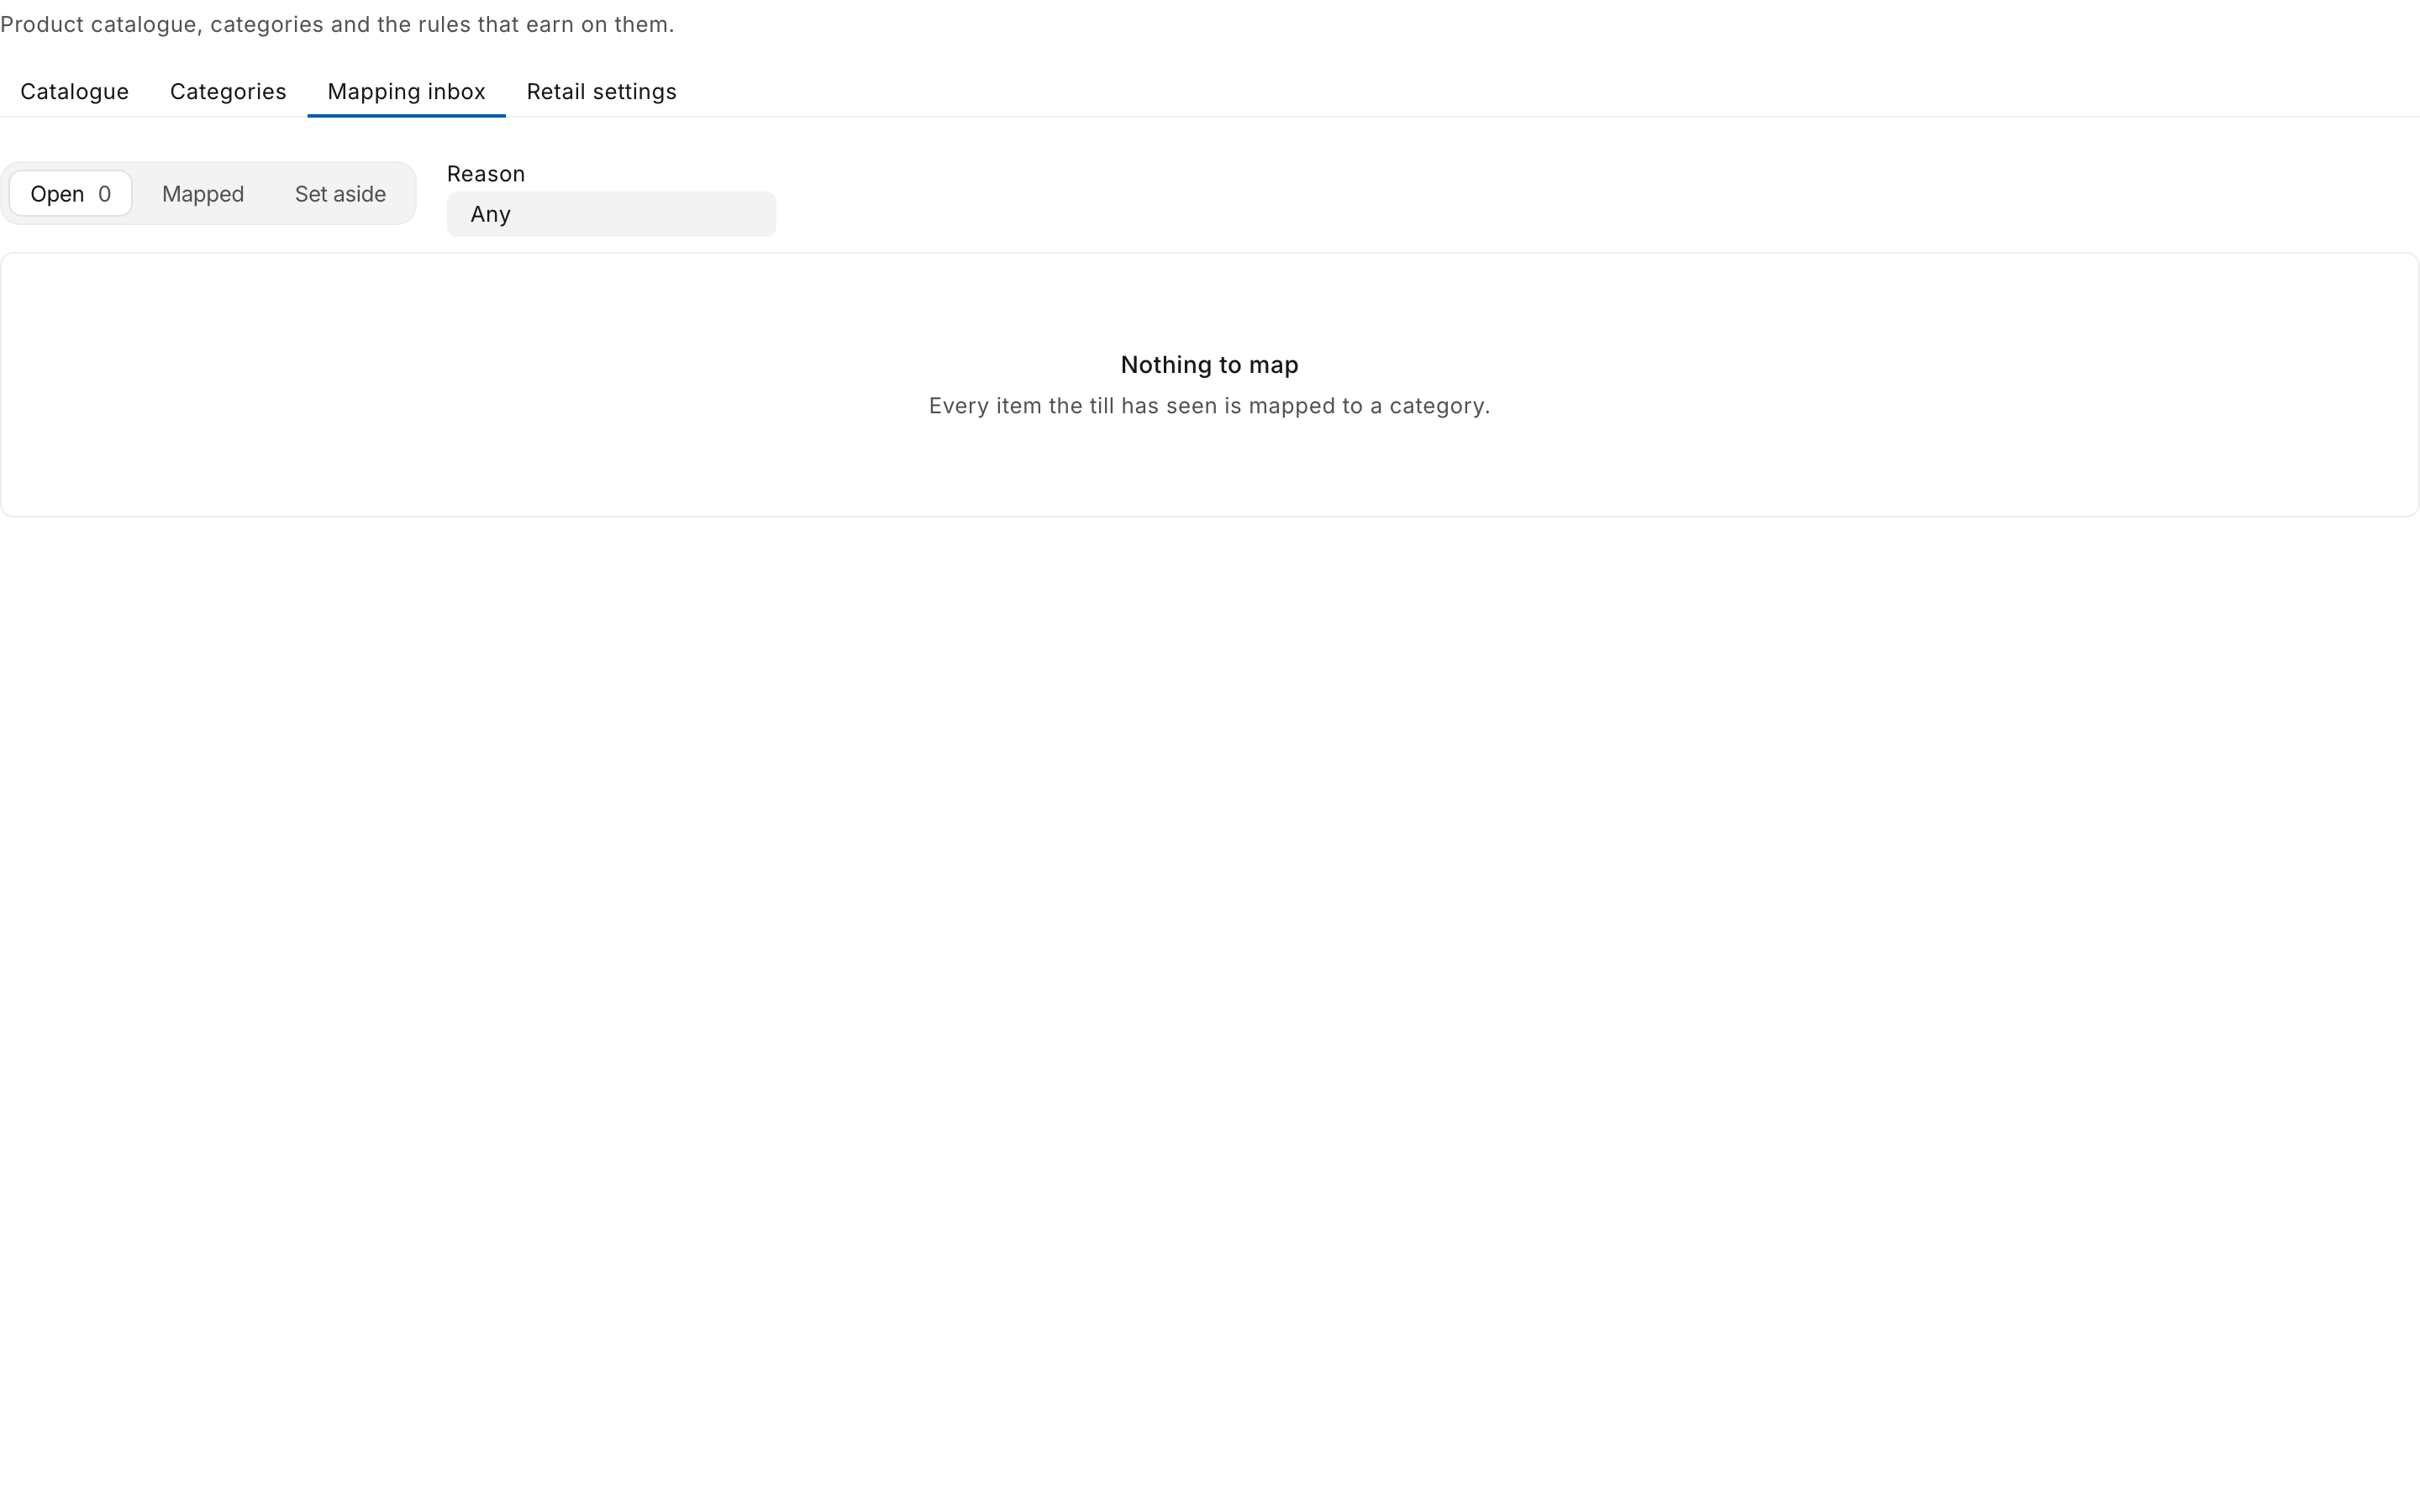 Product catalogue, categories and the rules that earn on them.
Catalogue Categories Mapping inbox Retail settings
Open 0 Mapped Set aside
Reason
Any
Nothing to map
Every item the till has seen is mapped to a category.